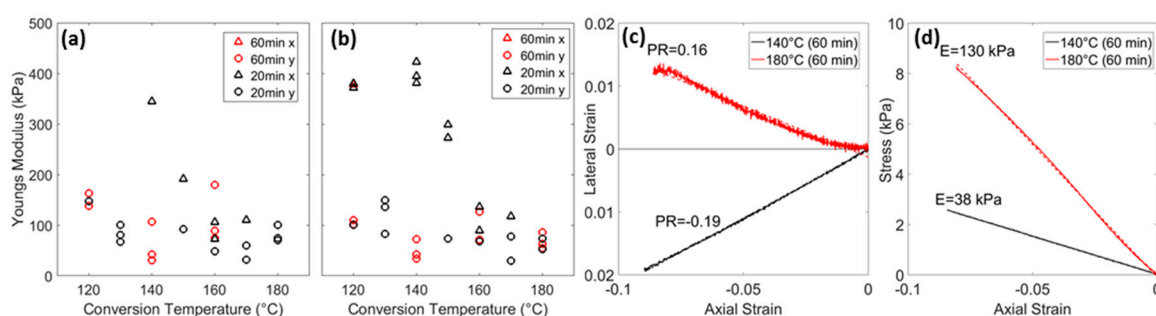 (a)
60min x
60min y
20min x
20min y
500
400
300
200
100
0
120 140 160 180
Conversion Temperature (°C)
Youngs Modulus (kPa)
(b)
60min x
60min y
20min x
20min y
120 140 160 180
Conversion Temperature (°C)
(c)
140°C (60 min)
180°C (60 min)
PR=0.16
PR=-0.19
0.02
0.01
0
0.01
0.02
-0.1 -0.05 0
Axial Strain
Lateral Strain
(d)
140°C (60 min)
180°C (60 min)
E=130 kPa
E=38 kPa
10
8
6
4
2
0
-0.1 -0.05 0
Axial Strain
Stress (kPa)